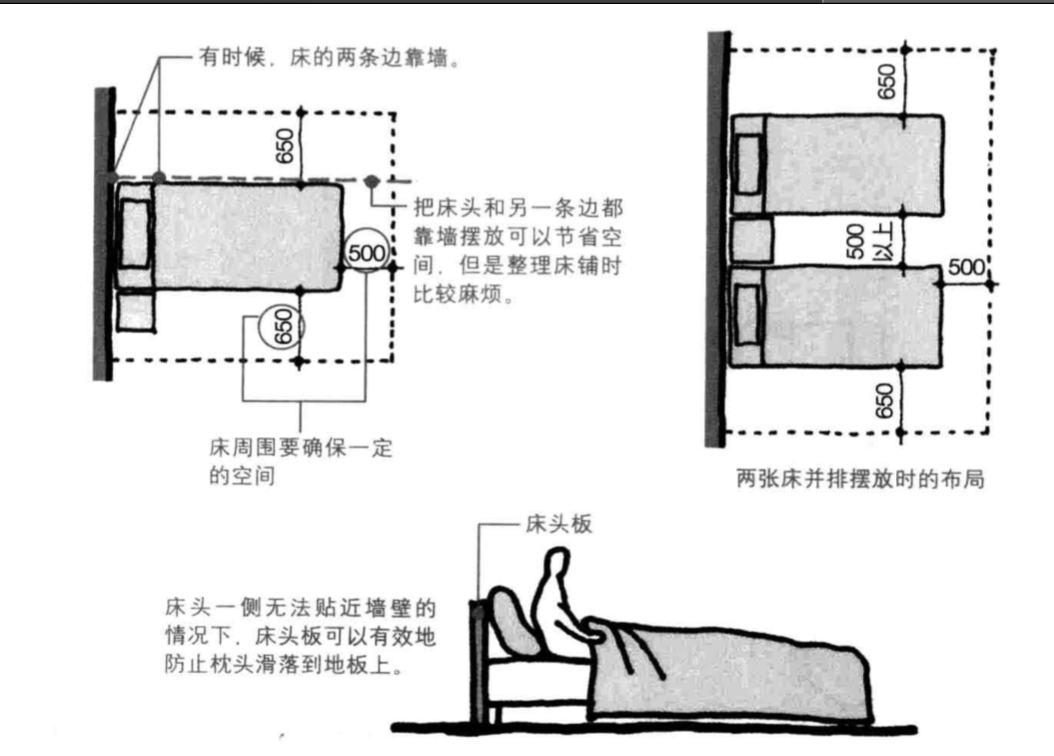 有时候，床的两条边靠墙。
650
把床头和另一条边都
靠墙摆放可以节省空
间，但是整理床铺时
比较麻烦。
500
650
床周围要确保一定
的空间
650
500
以上
500
650
两张床并排摆放时的布局
床头板
床头一侧无法贴近墙壁的
情况下，床头板可以有效地
防止枕头滑落到地板上。